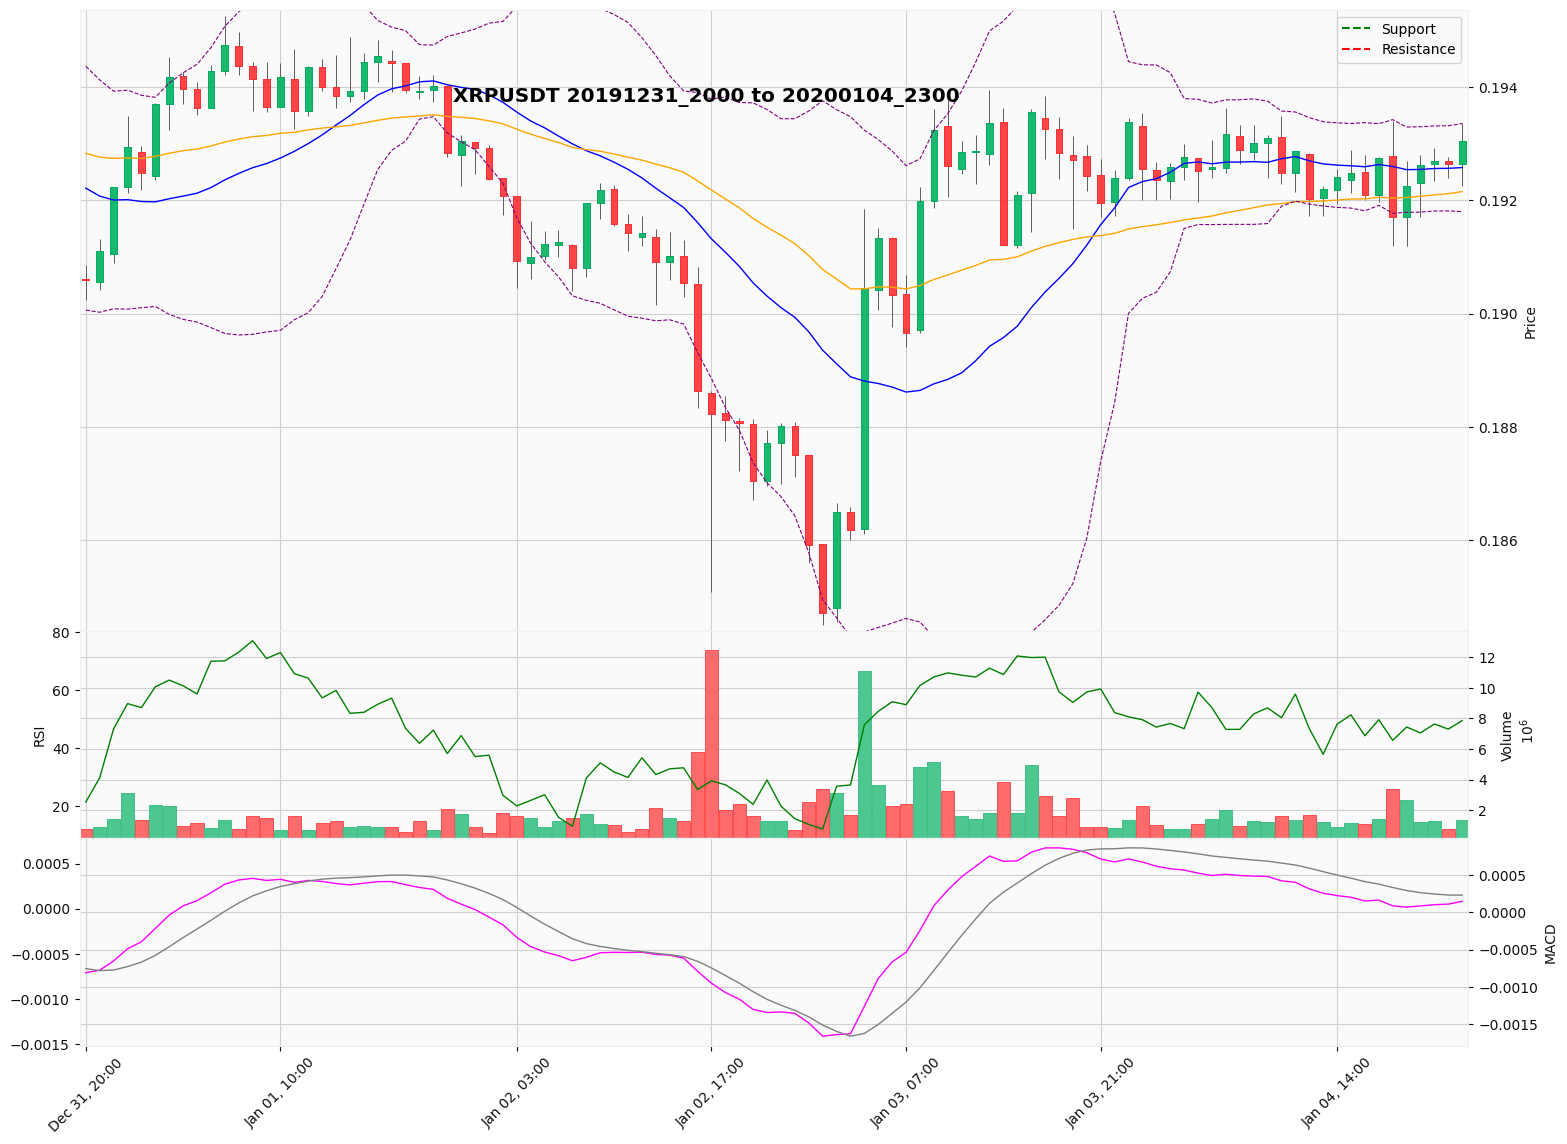 XRPUSDT 20191231_2000 to 20200104_2300
Support
Resistance
0.194
0.192
0.190
0.188
0.186
Price
80
60
40
20
RSI
12
10
8
6
4
2
Volume
10^6
0.0005
0.0000
−0.0005
−0.0010
−0.0015
0.0005
0.0000
−0.0005
−0.0010
−0.0015
MACD
Dec 31, 20:00
Jan 01, 10:00
Jan 02, 03:00
Jan 02, 17:00
Jan 03, 07:00
Jan 03, 21:00
Jan 04, 14:00